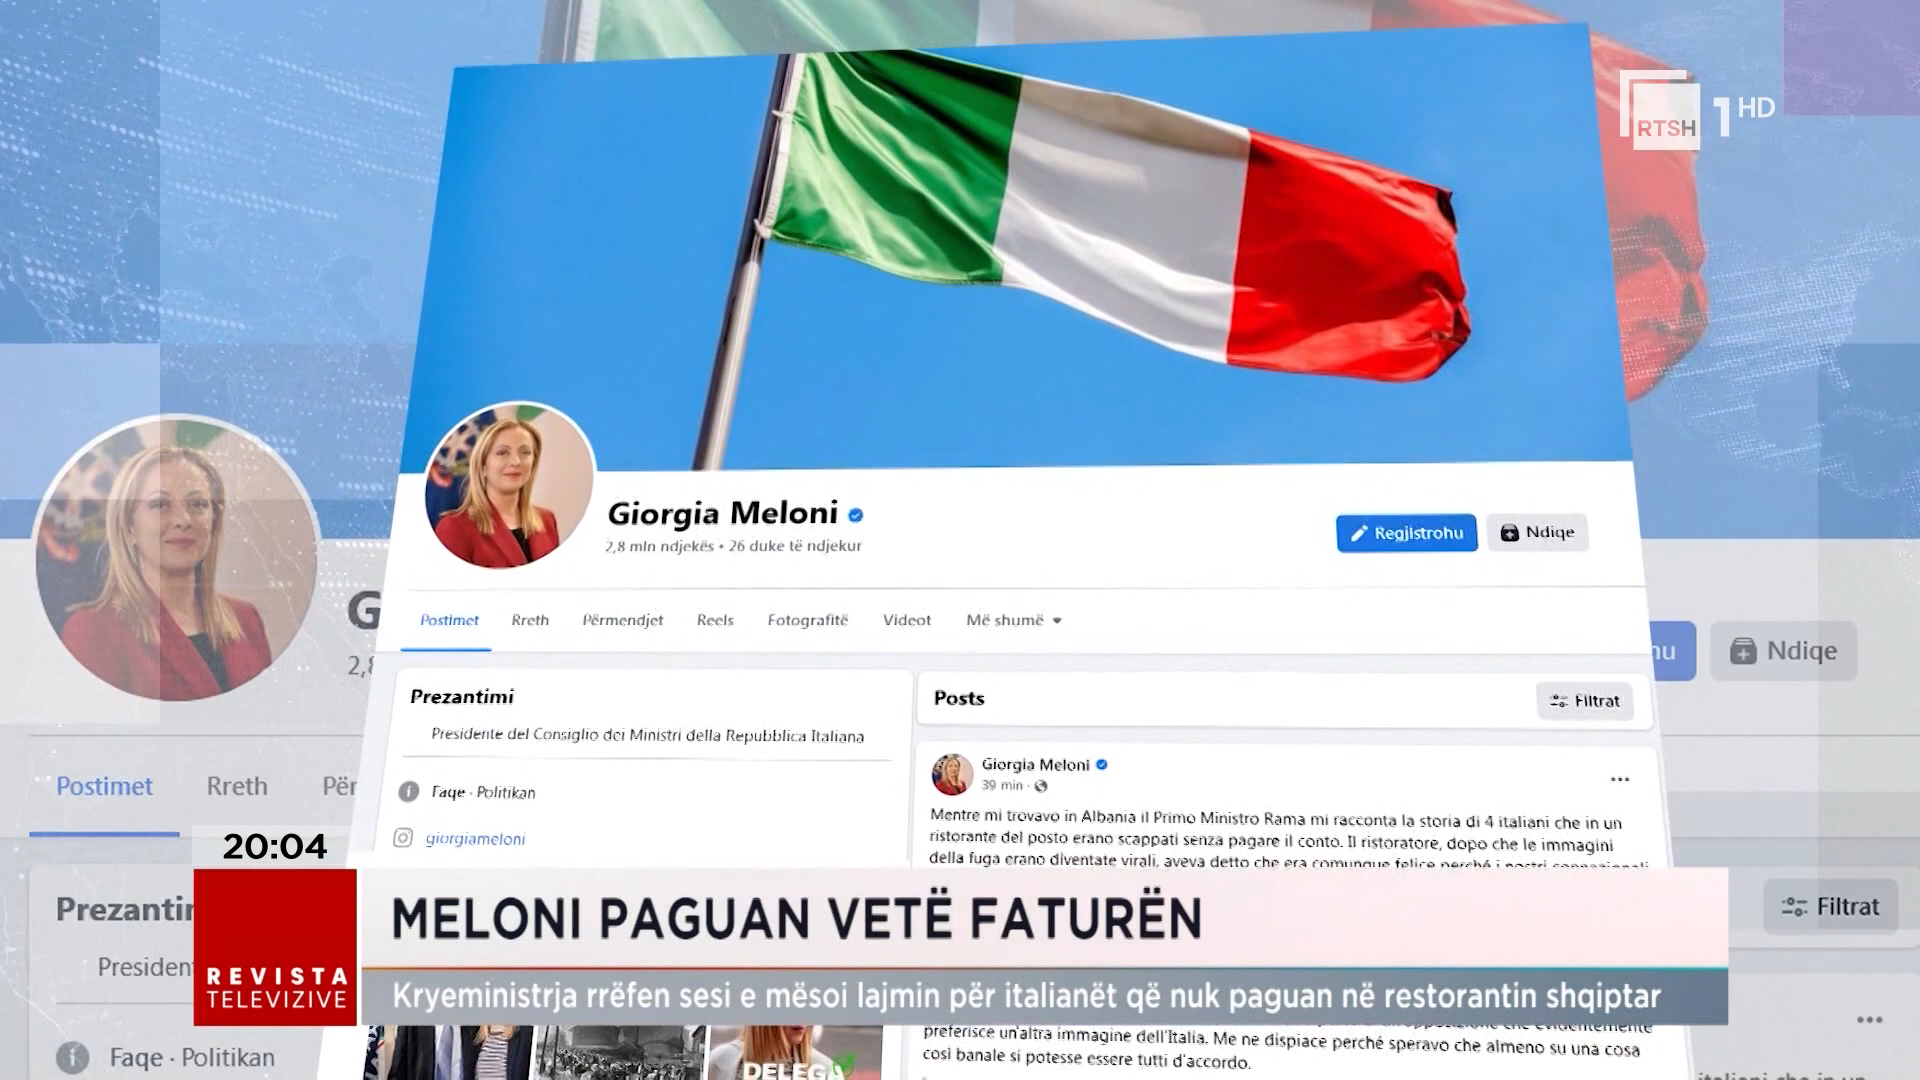 RTSH 1 HD
Giorgia Meloni
2,8 mln ndjekës • 26 duke të ndjekur
Regjistrohu
Ndiqe
Postimet Rreth Përmendjet Reels Fotografitë Videot Më shumë
Prezantimi
Presidente del Consiglio dei Ministri della Repubblica Italiana
Faqe · Politikan
giorgiameloni
Posts
Filtrat
Giorgia Meloni
39 min ·
Mentre mi trovavo in Albania il Primo Ministro Rama mi racconta la storia di 4 italiani che in un
ristorante del posto erano scappati senza pagare il conto. Il ristoratore, dopo che le immagini
della fuga erano diventate virali, aveva detto che era comunque felice perché i nostri connazionali
preferisce un'altra immagine dell'Italia. Me ne dispiace perché speravo che almeno su una cosa
così banale si potesse essere tutti d'accordo.
DELEGA
G
2,8
Ndiqe
Postimet Rreth Për
Filtrat
Faqe · Politikan
20:04
REVISTA
TELEVIZIVE
MELONI PAGUAN VETË FATURËN
Kryeministrja rrëfen sesi e mësoi lajmin për italianët që nuk paguan në restorantin shqiptar